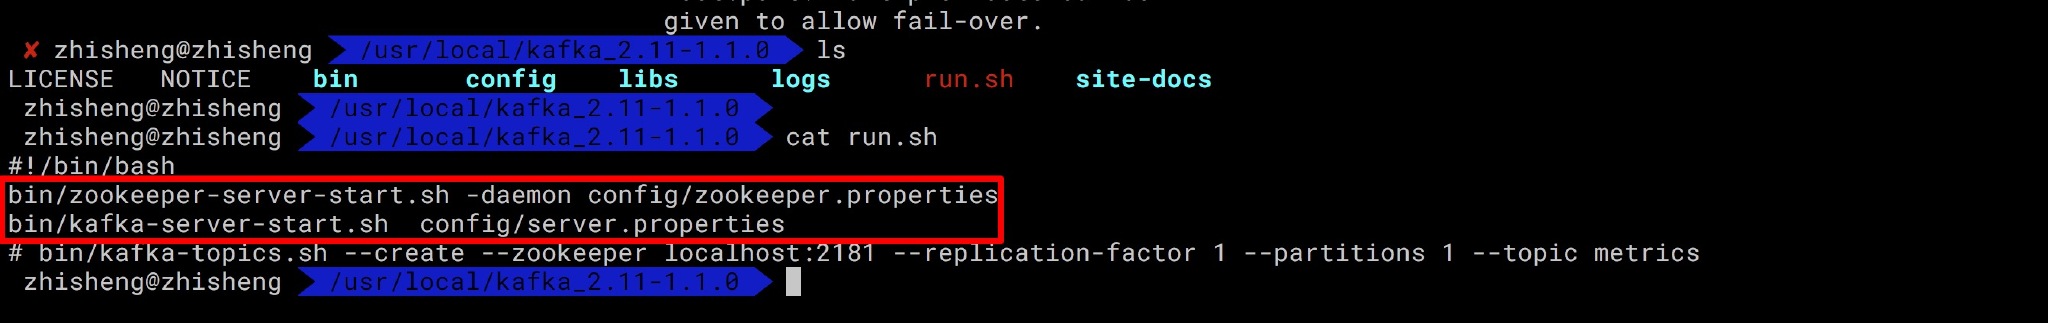 given to allow fail-over.
✘ zhisheng@zhisheng /usr/local/kafka_2.11-1.1.0 ls
LICENSE NOTICE bin config libs logs run.sh site-docs
zhisheng@zhisheng /usr/local/kafka_2.11-1.1.0
zhisheng@zhisheng /usr/local/kafka_2.11-1.1.0 cat run.sh
#!/bin/bash
bin/zookeeper-server-start.sh -daemon config/zookeeper.properties
bin/kafka-server-start.sh  config/server.properties
# bin/kafka-topics.sh --create --zookeeper localhost:2181 --replication-factor 1 --partitions 1 --topic metrics
zhisheng@zhisheng /usr/local/kafka_2.11-1.1.0